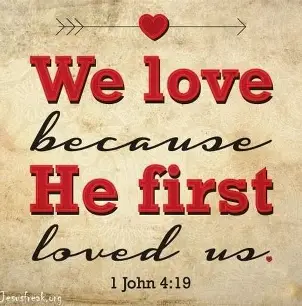 We love
because
He first
loved us.
1 John 4:19
Jesusfreak.org